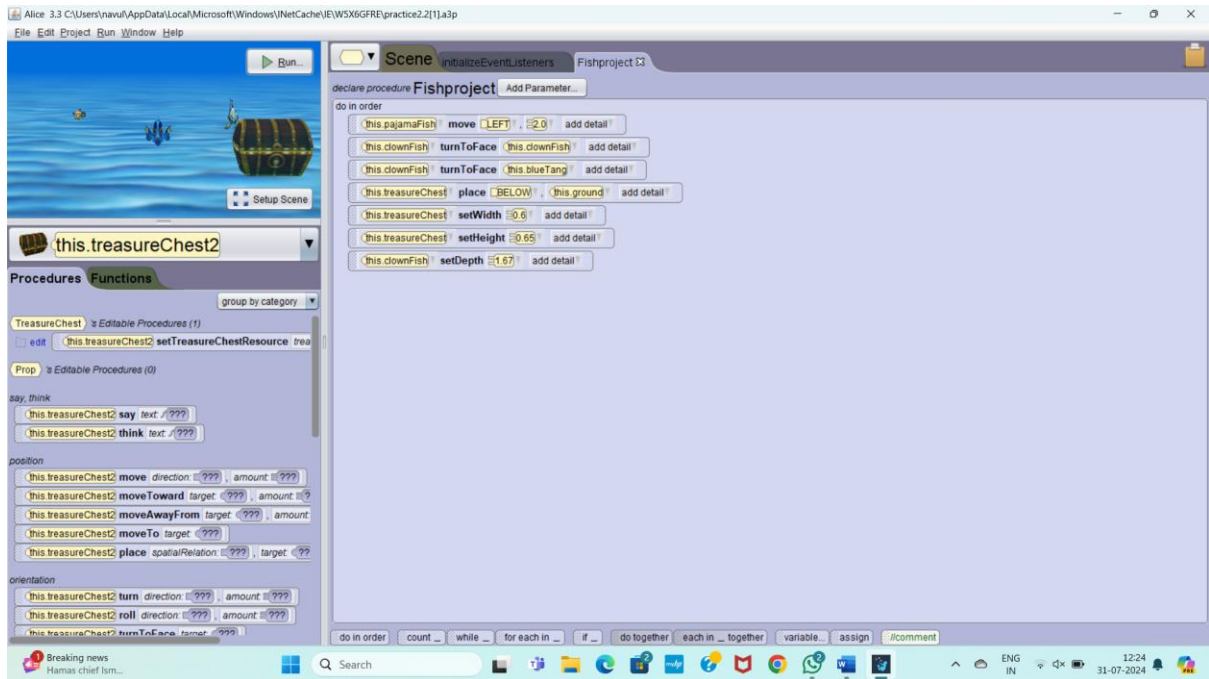 Alice 3.3 C:\Users\navul\AppData\Local\Microsoft\Windows\INetCache\IE\W5X6GFRE\practice2.2[1].a3p
File Edit Project Run Window Help
Run...
Setup Scene
this.treasureChest2
Procedures Functions
group by category
TreasureChest 's Editable Procedures (1)
edit this.treasureChest2 setTreasureChestResource trea
Prop 's Editable Procedures (0)
say, think
this.treasureChest2 say text: ???
this.treasureChest2 think text: ???
position
this.treasureChest2 move direction: ??? , amount: ???
this.treasureChest2 moveToward target: ??? , amount: ?
this.treasureChest2 moveAwayFrom target: ??? , amount:
this.treasureChest2 moveTo target: ???
this.treasureChest2 place spatialRelation: ??? , target: ??
orientation
this.treasureChest2 turn direction: ??? , amount: ???
this.treasureChest2 roll direction: ??? , amount: ???
this.treasureChest2 turnToFace target: ???
Scene initializeEventListeners Fishproject
declare procedure Fishproject Add Parameter...
do in order
this.pajamaFish move LEFT , 2.0 add detail
this.clownFish turnToFace this.clownFish add detail
this.clownFish turnToFace this.blueTang add detail
this.treasureChest place BELOW , this.ground add detail
this.treasureChest setWidth 0.6 add detail
this.treasureChest setHeight 0.65 add detail
this.clownFish setDepth 1.67 add detail
do in order count _ while _ for each in _ if _ do together each in _ together variable... assign //comment
Breaking news
Hamas chief Ism...
Search
ENG
IN
12:24
31-07-2024